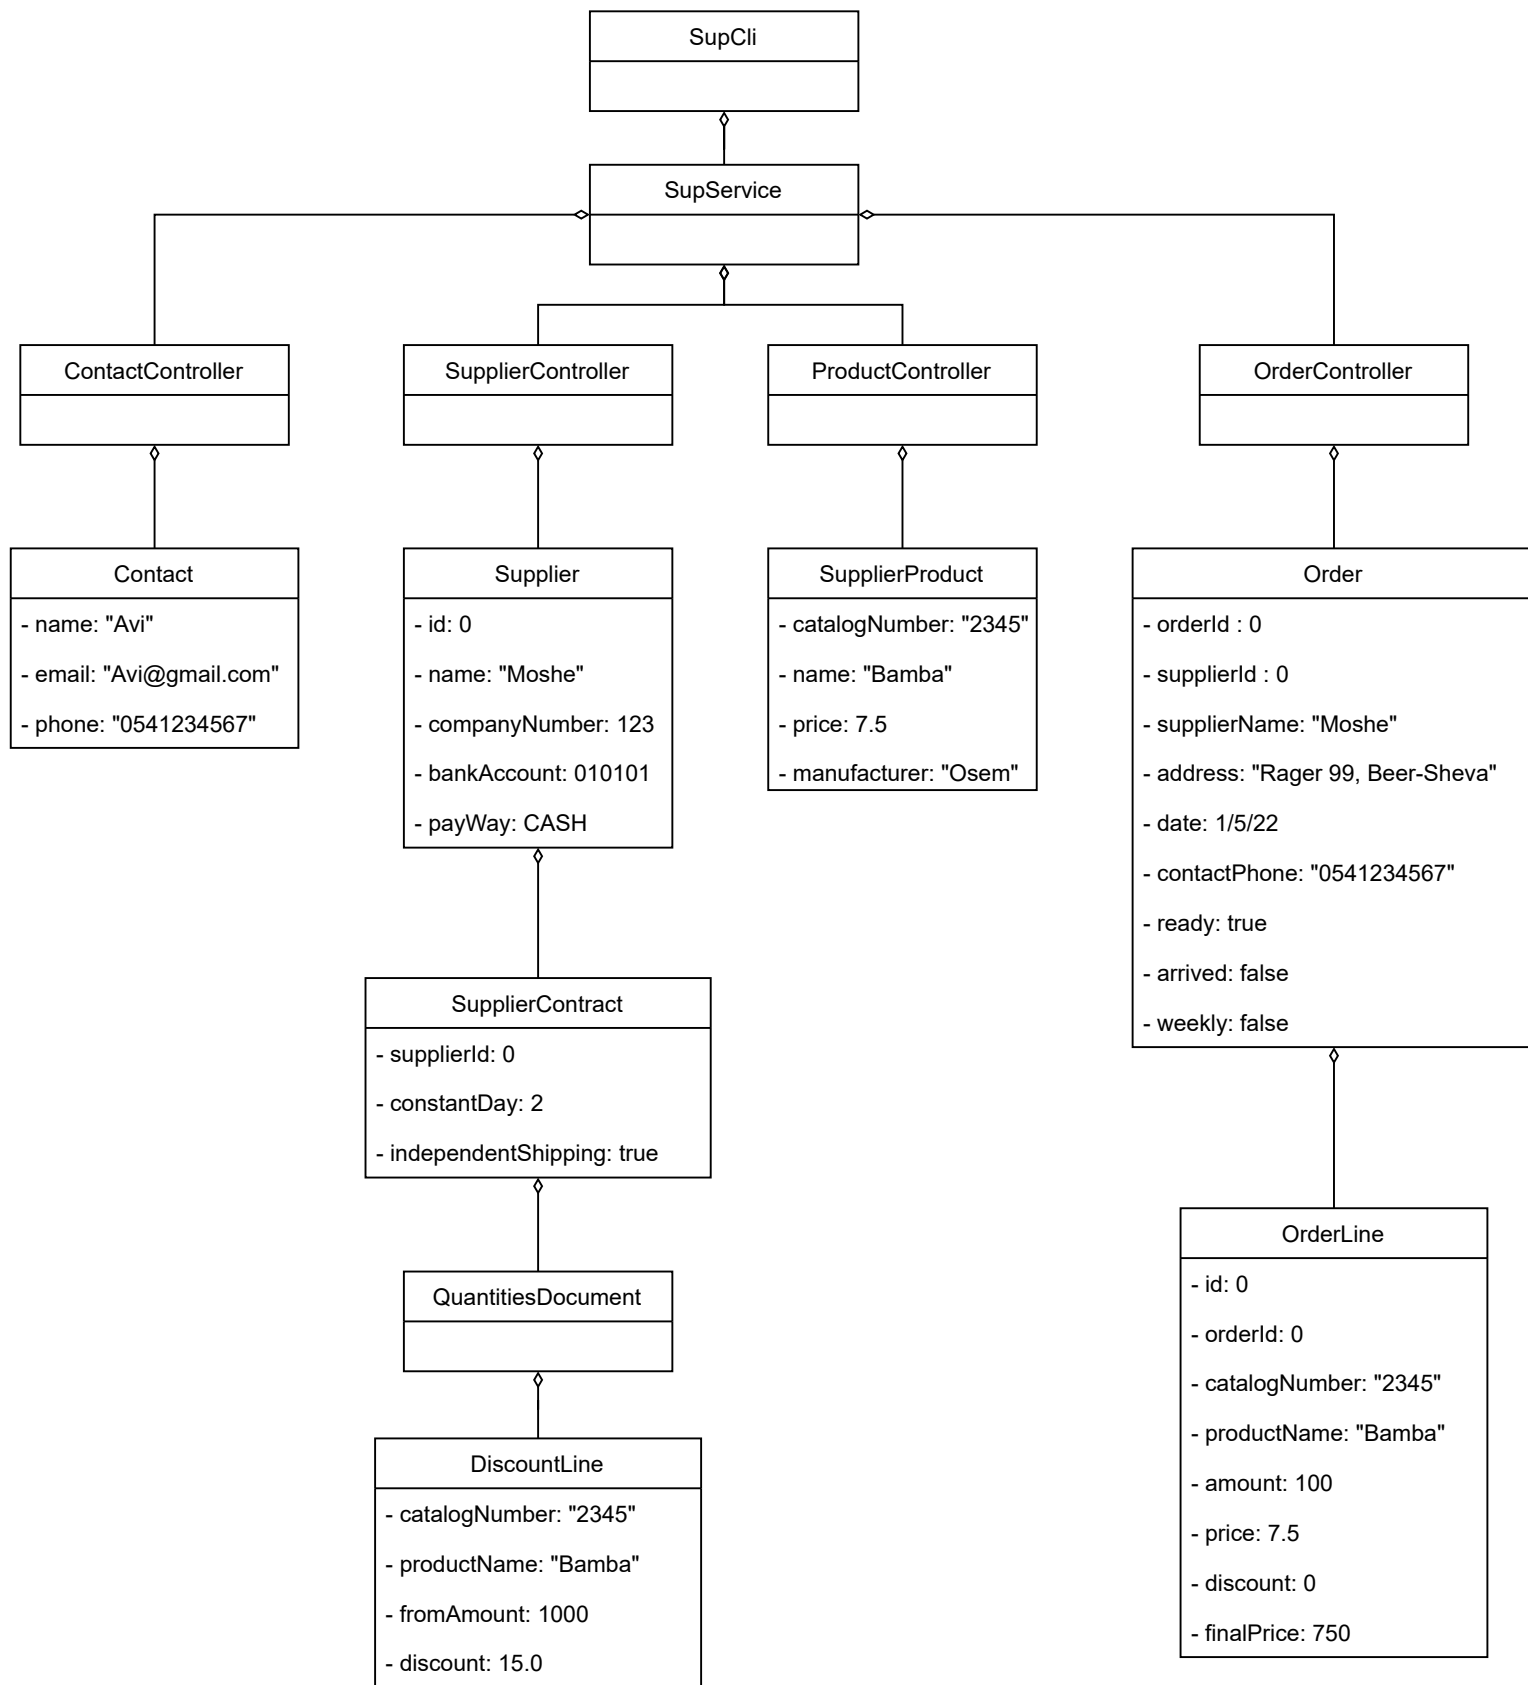 SupCli
SupService
ContactController
SupplierController
ProductController
OrderController
Contact
- name: "Avi"
- email: "Avi@gmail.com"
- phone: "0541234567"
Supplier
- id: 0
- name: "Moshe"
- companyNumber: 123
- bankAccount: 010101
- payWay: CASH
SupplierProduct
- catalogNumber: "2345"
- name: "Bamba"
- price: 7.5
- manufacturer: "Osem"
Order
- orderId : 0
- supplierId : 0
- supplierName: "Moshe"
- address: "Rager 99, Beer-Sheva"
- date: 1/5/22
- contactPhone: "0541234567"
- ready: true
- arrived: false
- weekly: false
SupplierContract
- supplierId: 0
- constantDay: 2
- independentShipping: true
QuantitiesDocument
DiscountLine
- catalogNumber: "2345"
- productName: "Bamba"
- fromAmount: 1000
- discount: 15.0
OrderLine
- id: 0
- orderId: 0
- catalogNumber: "2345"
- productName: "Bamba"
- amount: 100
- price: 7.5
- discount: 0
- finalPrice: 750